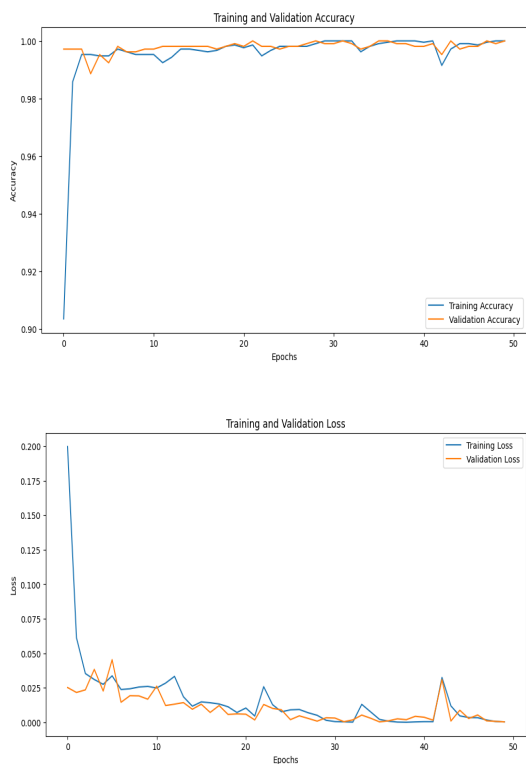 Training and Validation Accuracy
1.00
0.98
0.96
0.94
0.92
0.90
Accuracy
Training Accuracy
Validation Accuracy
0 10 20 30 40 50
Epochs
Training and Validation Loss
0.200
0.175
0.150
0.125
0.100
0.075
0.050
0.025
0.000
Loss
Training Loss
Validation Loss
0 10 20 30 40 50
Epochs